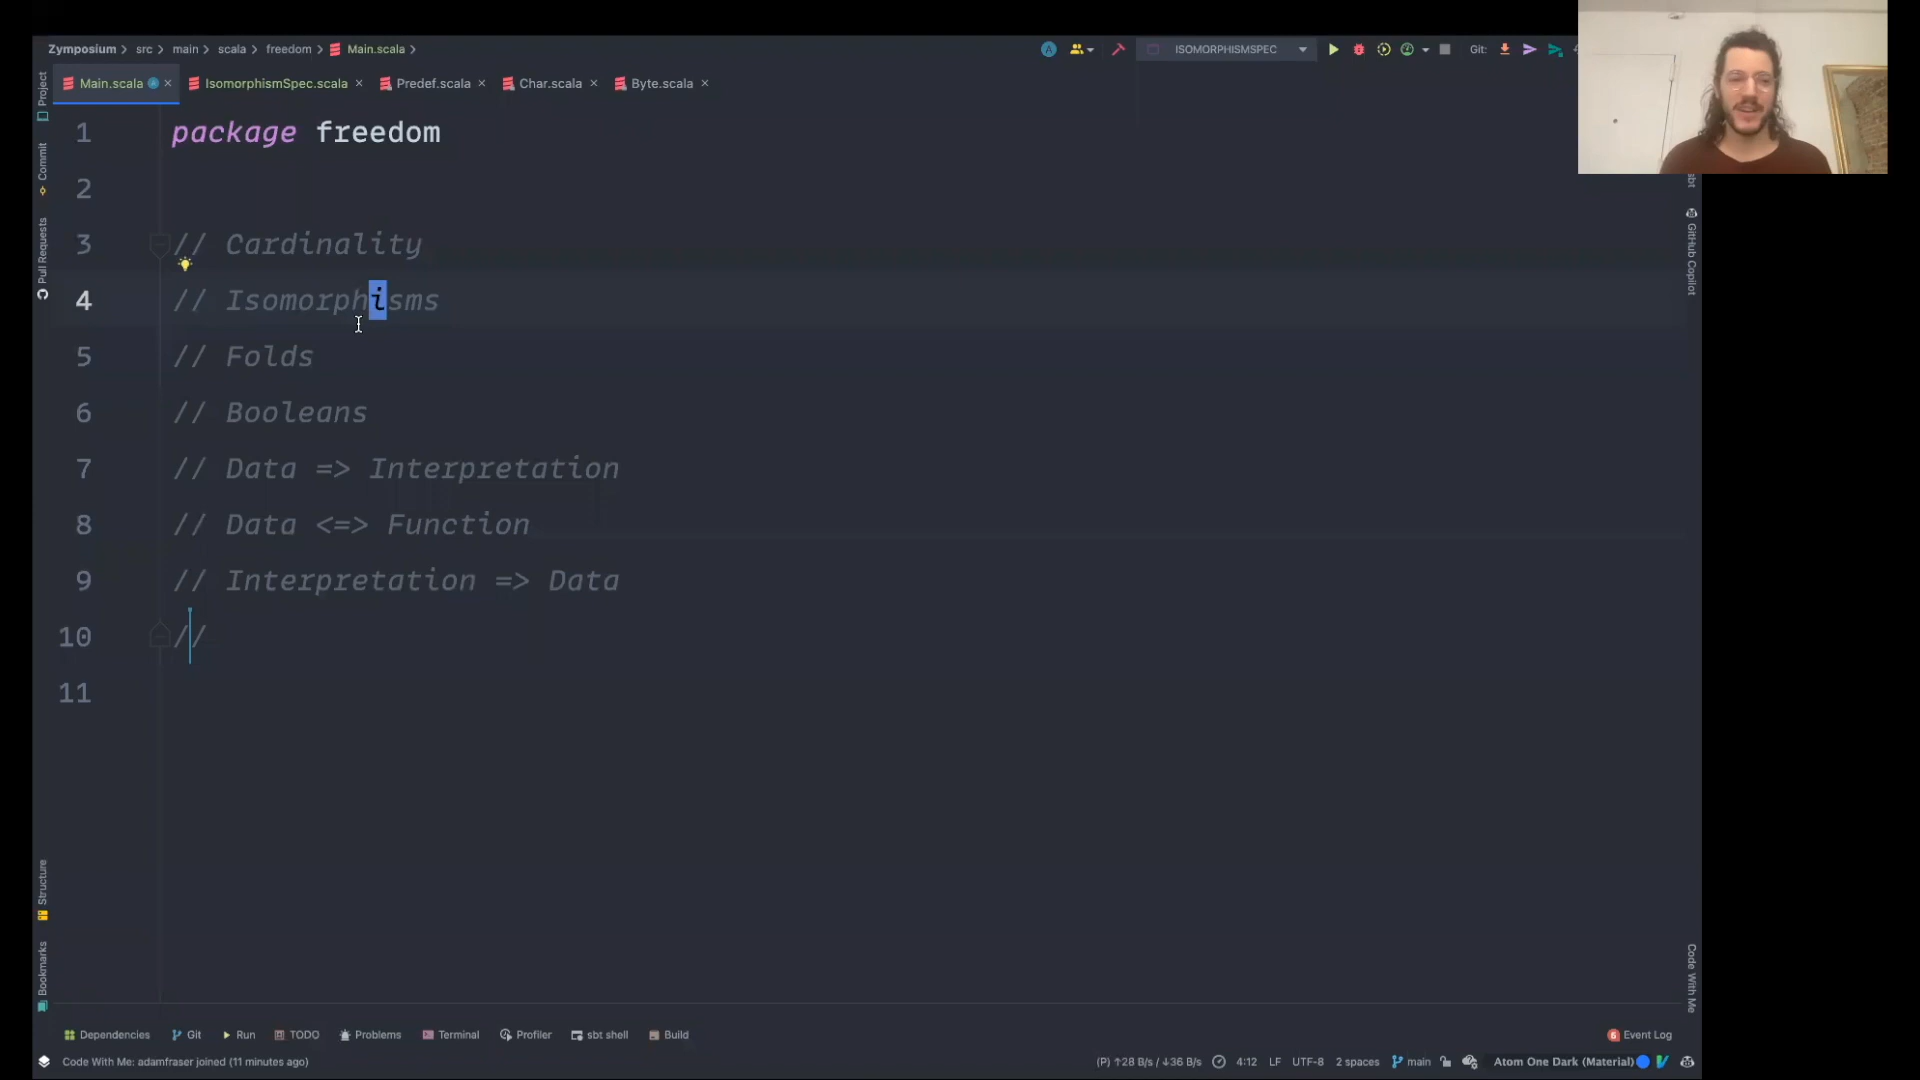 Zymposium > src > main > scala > freedom > Main.scala >
ISOMORPHISMSPEC
Git:
Main.scala
IsomorphismSpec.scala
Predef.scala
Char.scala
Byte.scala
Project
Commit
Pull Requests
Structure
Bookmarks
1 package freedom
2
3 // Cardinality
4 // Isomorphisms
5 // Folds
6 // Booleans
7 // Data => Interpretation
8 // Data <=> Function
9 // Interpretation => Data
10 //
11
sbt
GitHub Copilot
Code With Me
Dependencies Git Run TODO Problems Terminal Profiler sbt shell Build
6 Event Log
Code With Me: adamfraser joined (11 minutes ago)
(P) ↑28 B/s / ↓36 B/s 4:12 LF UTF-8 2 spaces main Atom One Dark (Material)